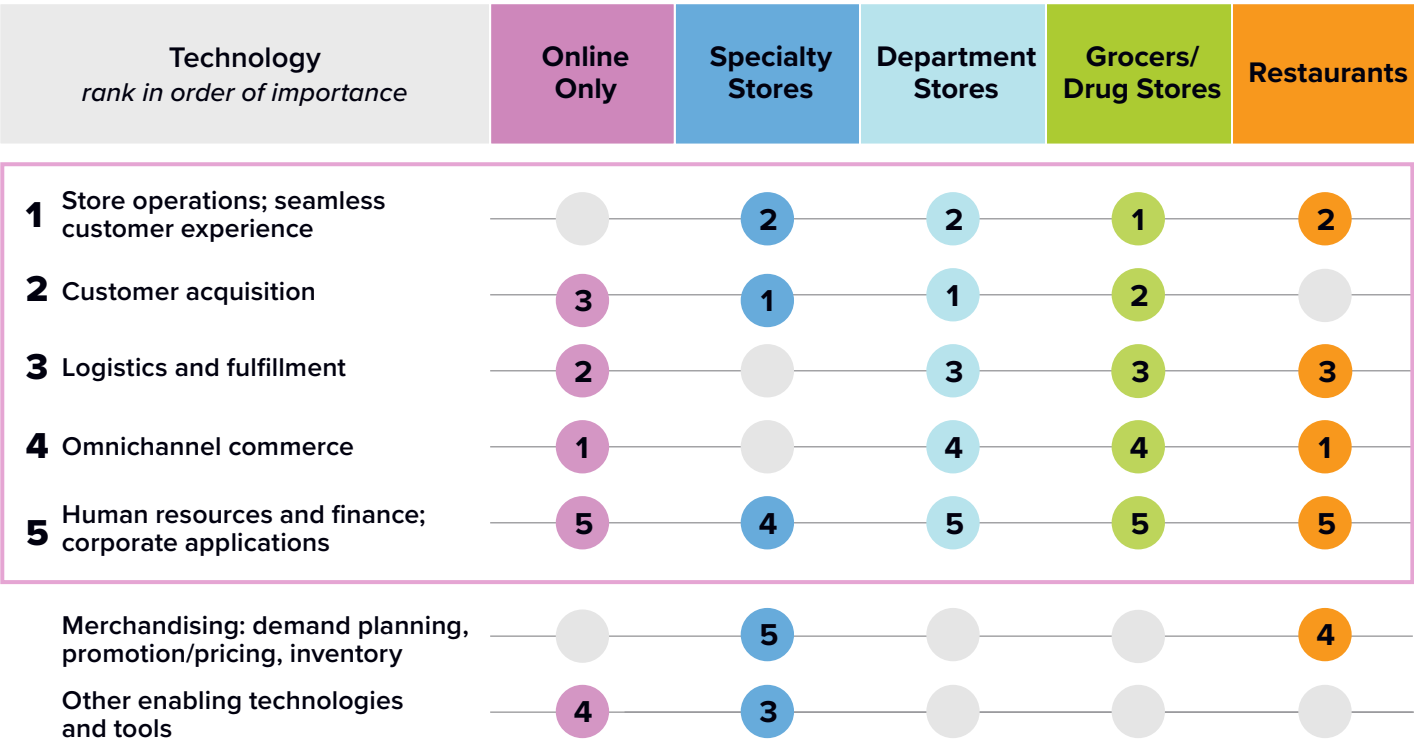 Technology
rank in order of importance
Online
Only
Specialty
Stores
Department
Stores
Grocers/
Drug Stores
Restaurants
1 Store operations; seamless
customer experience
2 2 1 2
2 Customer acquisition
3 1 1 2
3 Logistics and fulfillment
2 3 3 3
4 Omnichannel commerce
1 4 4 1
5 Human resources and finance;
corporate applications
5 4 5 5 5
Merchandising: demand planning,
promotion/pricing, inventory
5 4
Other enabling technologies
and tools
4 3